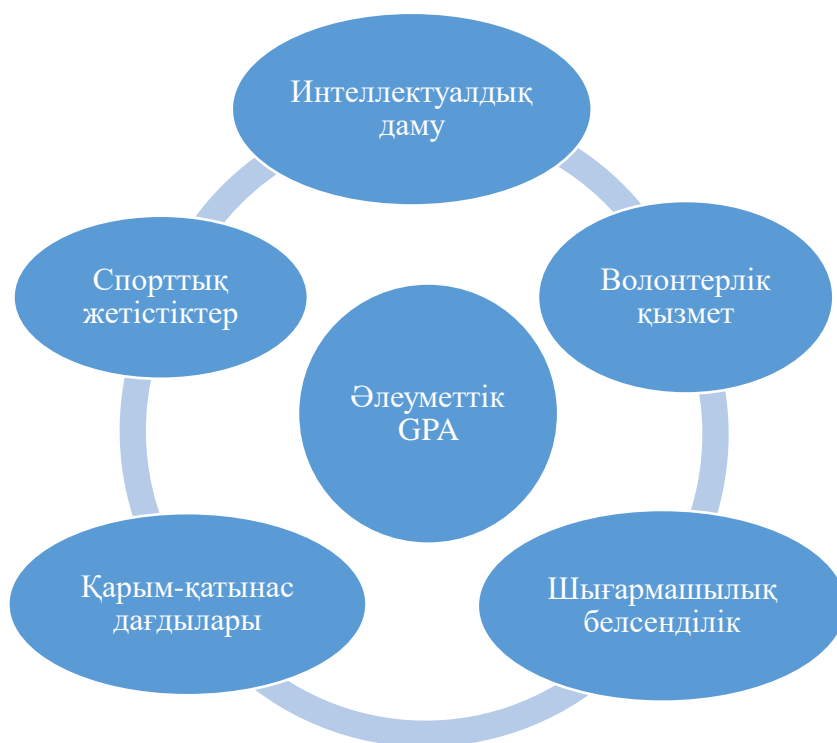 Интеллектуалдық
даму
Волонтерлік
қызмет
Шығармашылық
белсенділік
Қарым-қатынас
дағдылары
Спорттық
жетістіктер
Әлеуметтік
GPA